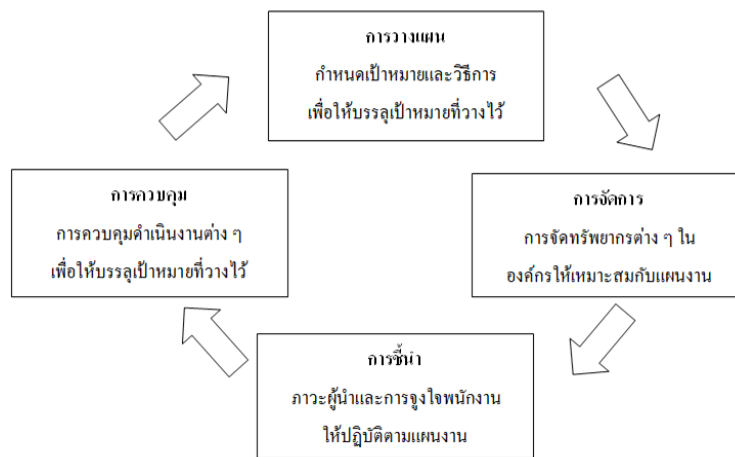 การวางแผน
กำหนดเป้าหมายและวิธีการ
เพื่อให้บรรลุเป้าหมายที่วางไว้
การจัดการ
การจัดทรัพยากรต่าง ๆ ใน
องค์กรให้เหมาะสมกับแผนงาน
การชี้นำ
ภาวะผู้นำและการจูงใจพนักงาน
ให้ปฏิบัติตามแผนงาน
การควบคุม
การควบคุมดำเนินงานต่าง ๆ
เพื่อให้บรรลุเป้าหมายที่วางไว้